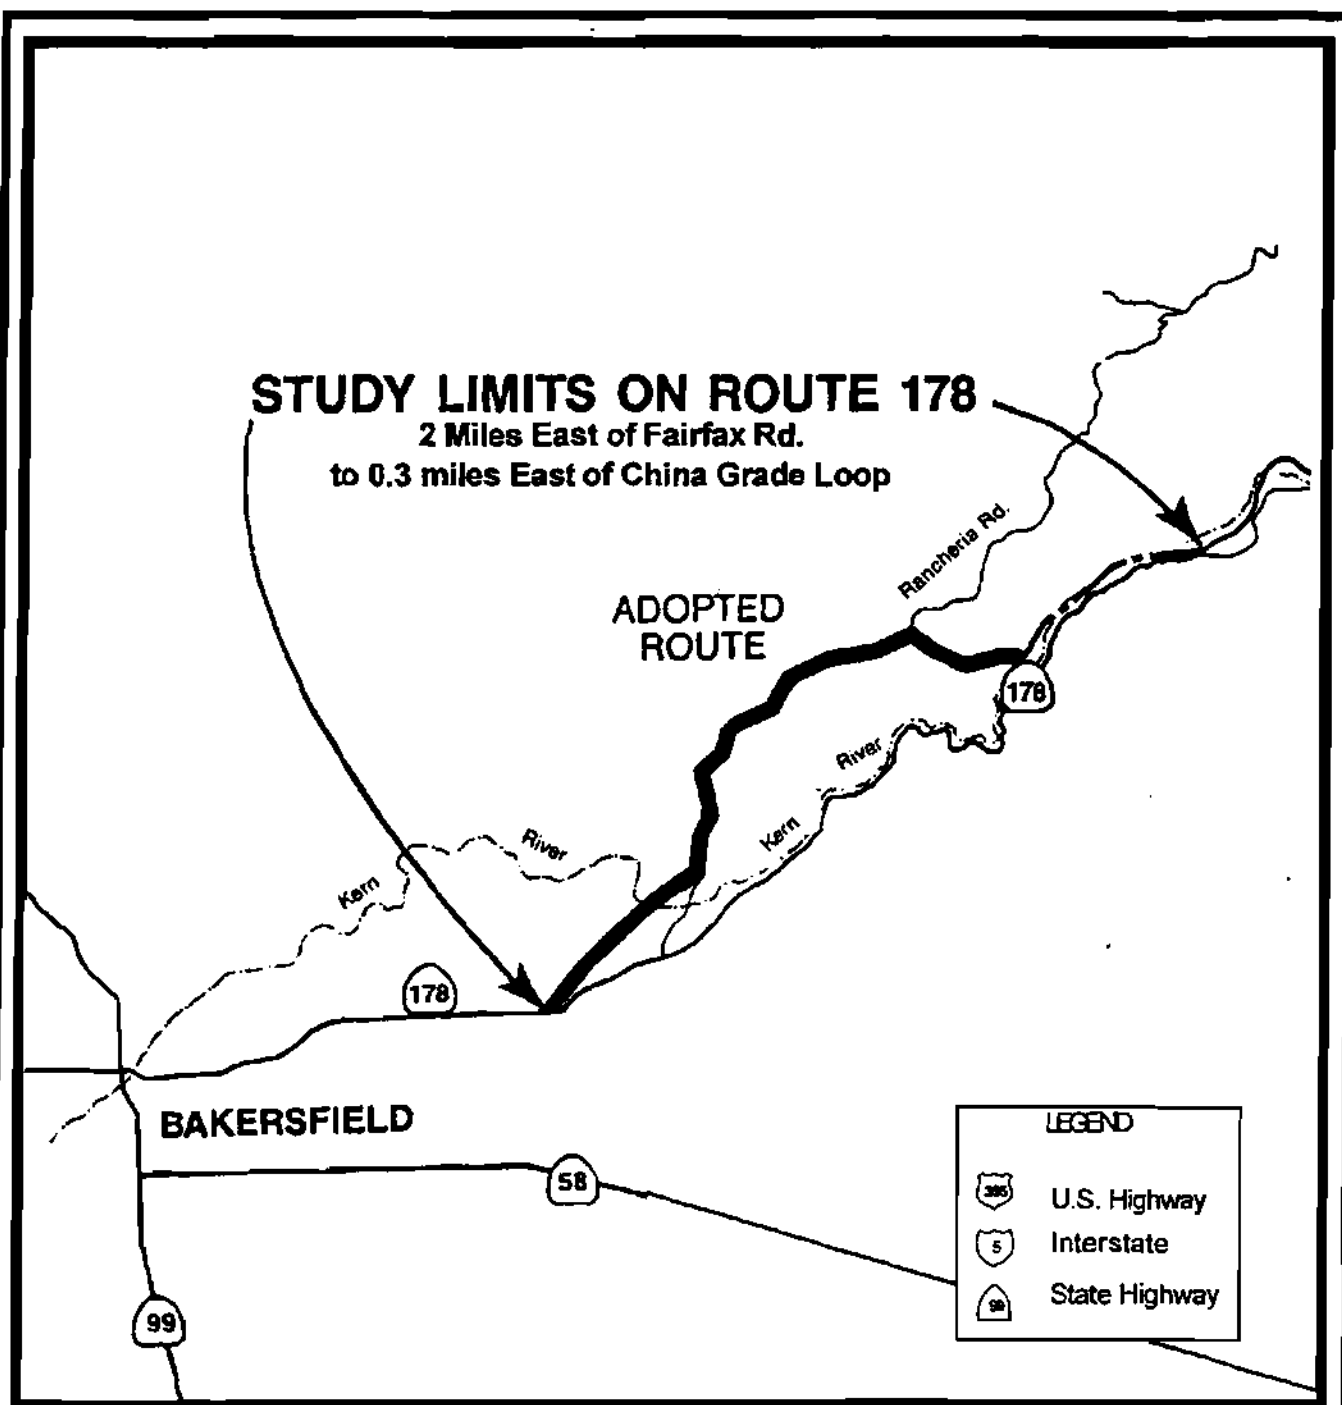 STUDY LIMITS ON ROUTE 178
2 Miles East of Fairfax Rd.
to 0.3 miles East of China Grade Loop
Rancheria Rd.
ADOPTED
ROUTE
178
River
Kern
River
Kern
178
BAKERSFIELD
58
99
LEGEND
395
U.S. Highway
5
Interstate
99
State Highway